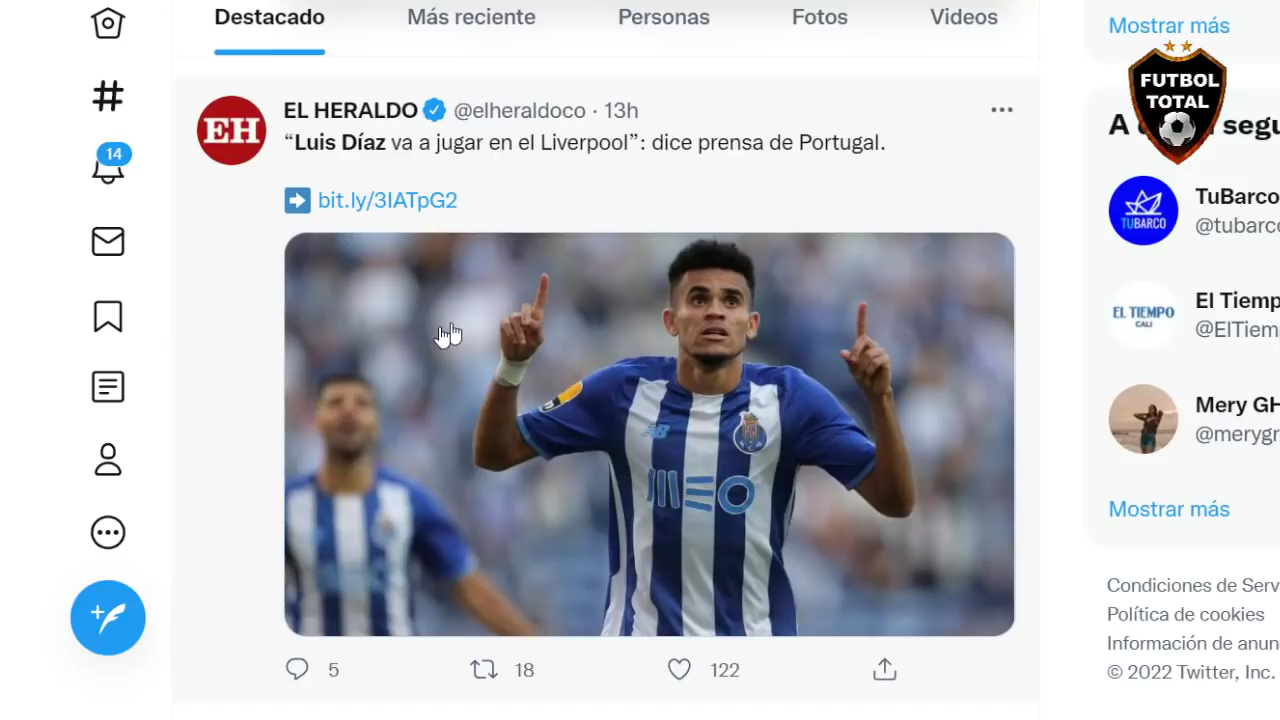 Destacado Más reciente Personas Fotos Videos
Mostrar más
FUTBOL
TOTAL
EH
EL HERALDO @elheraldoco · 13h
“Luis Díaz va a jugar en el Liverpool”: dice prensa de Portugal.
bit.ly/3IATpG2
14
MEO
5 18 122
A
segu
TUBARCO
TuBarco
@tubarco
EL TIEMPO
CALI
El Tiemp
@ElTiem
Mery GH
@merygr
Mostrar más
Condiciones de Serv
Política de cookies
Información de anun
© 2022 Twitter, Inc.